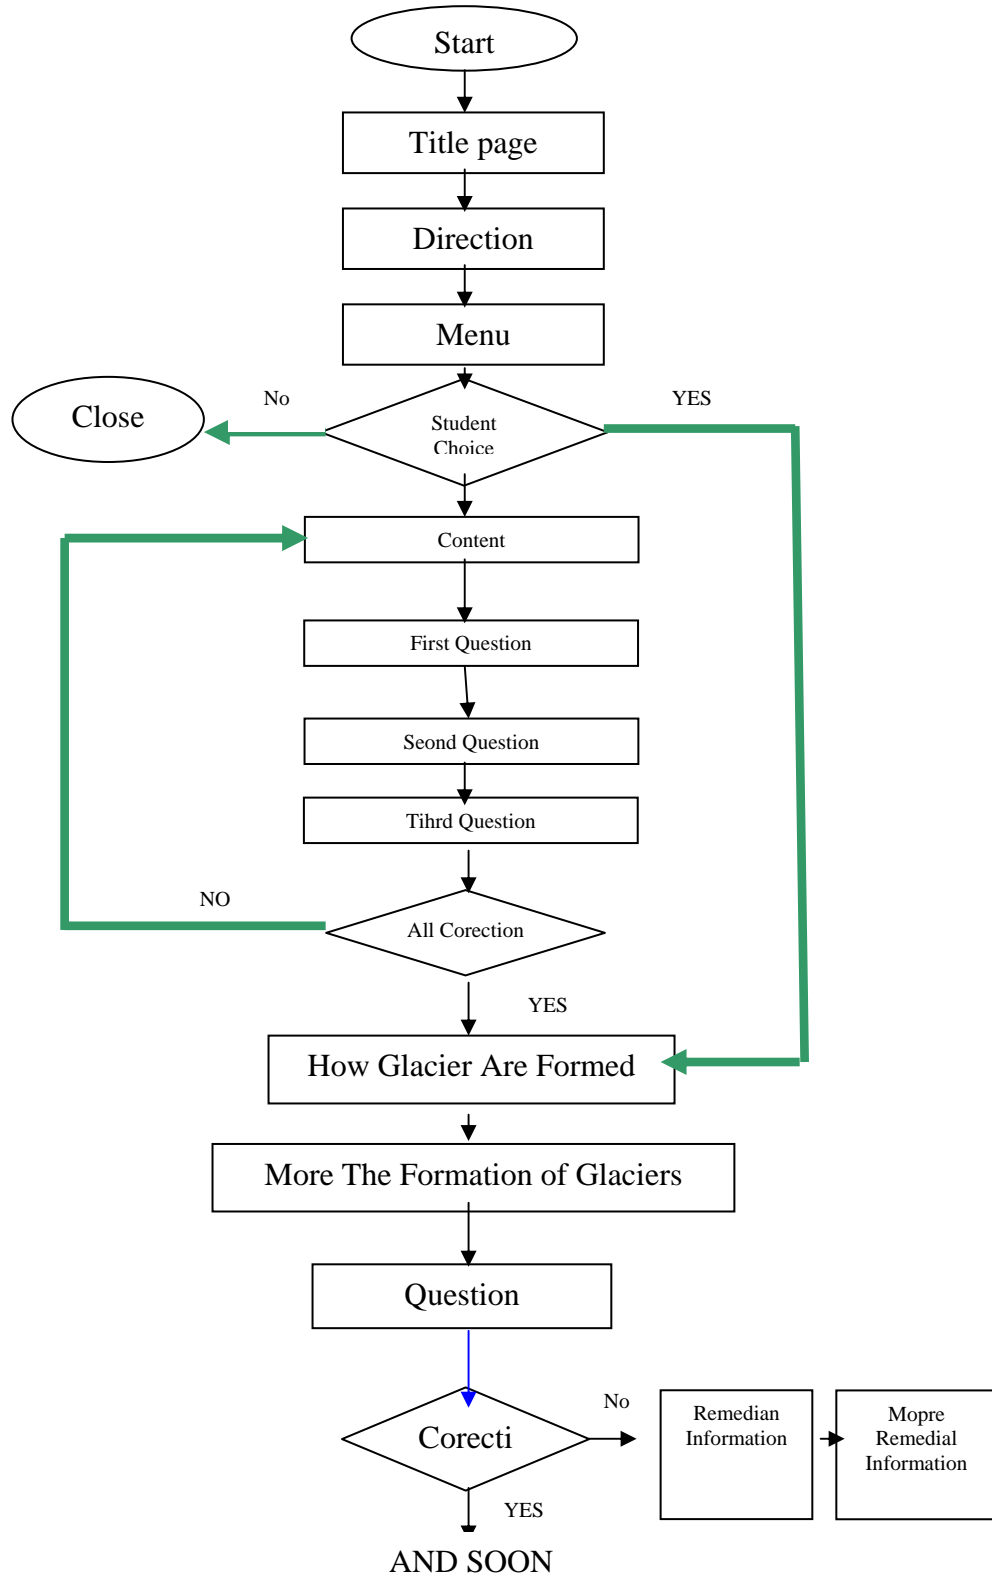 Start
Title page
Direction
Menu
No
YES
Close
Student
Choice
Content
First Question
Seond Question
Tihrd Question
NO
All Corection
YES
How Glacier Are Formed
More The Formation of Glaciers
Question
No
Corecti
Remedian
Information
Mopre
Remedial
Information
YES
AND SOON